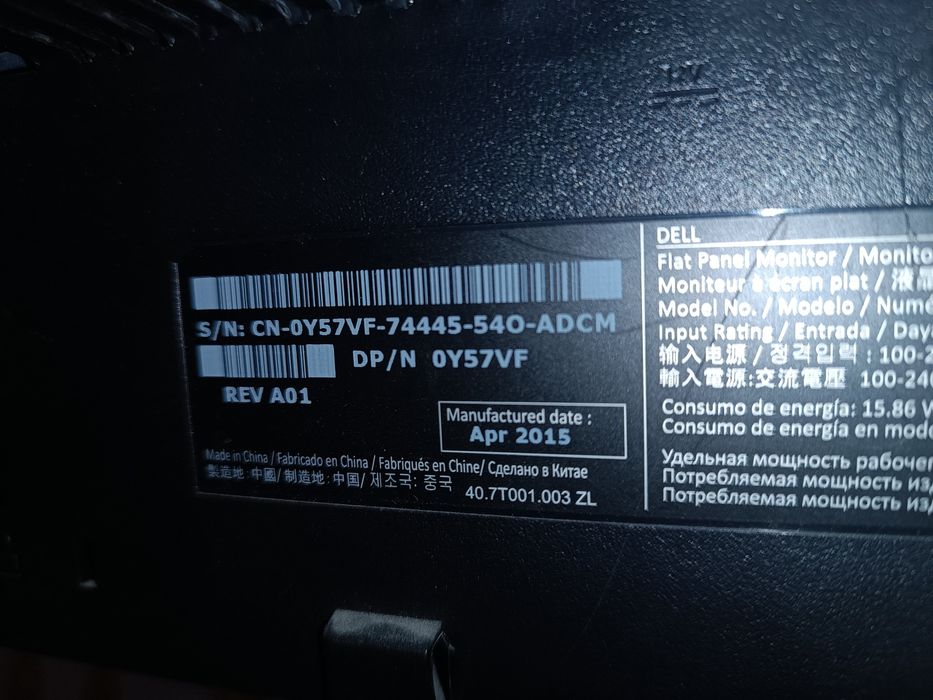 12V
S/N: CN-0Y57VF-74445-54O-ADCM
DP/N 0Y57VF
REV A01
Manufactured date :
Apr 2015
Made in China / Fabricado en China / Fabriqués en Chine/ Сделано в Китае
製造地: 中國/ 制造地: 中国/ 제조국: 중국
40.7T001.003 ZL
DELL
Flat Panel Monitor / Monito
Moniteur à écran plat / 液晶
Model No. / Modelo / Numé
Input Rating / Entrada / Day
输入电源 / 정격입력 : 100-2
輸入電源:交流電壓 100-240
Consumo de energía: 15.86 W
Consumo de energía en mod
Удельная мощность рабочег
Потребляемая мощность изд
Потребляемая мощность изд